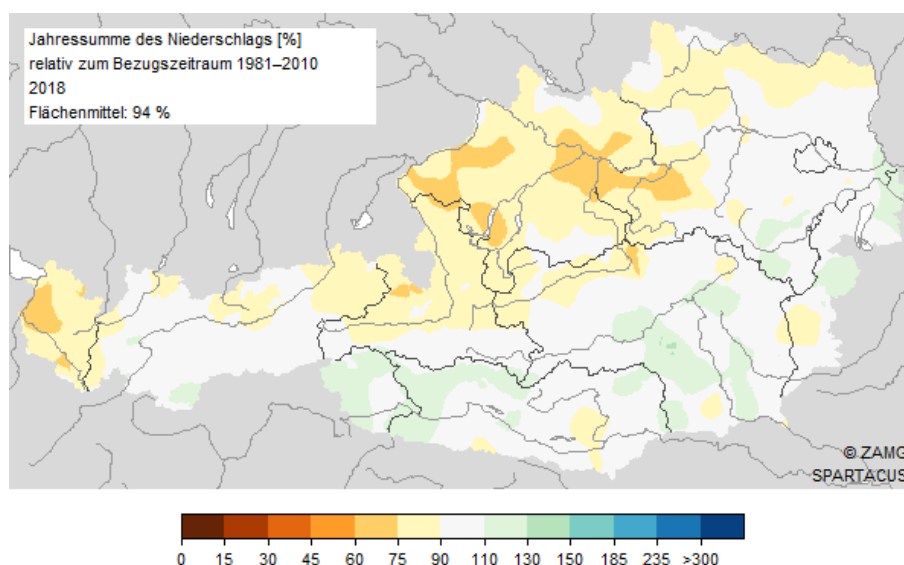 Jahressumme des Niederschlags [%]
relativ zum Bezugszeitraum 1981–2010
2018
Flächenmittel: 94 %
© ZAMG
SPARTACUS
0 15 30 45 60 75 90 110 130 150 185 235 >300